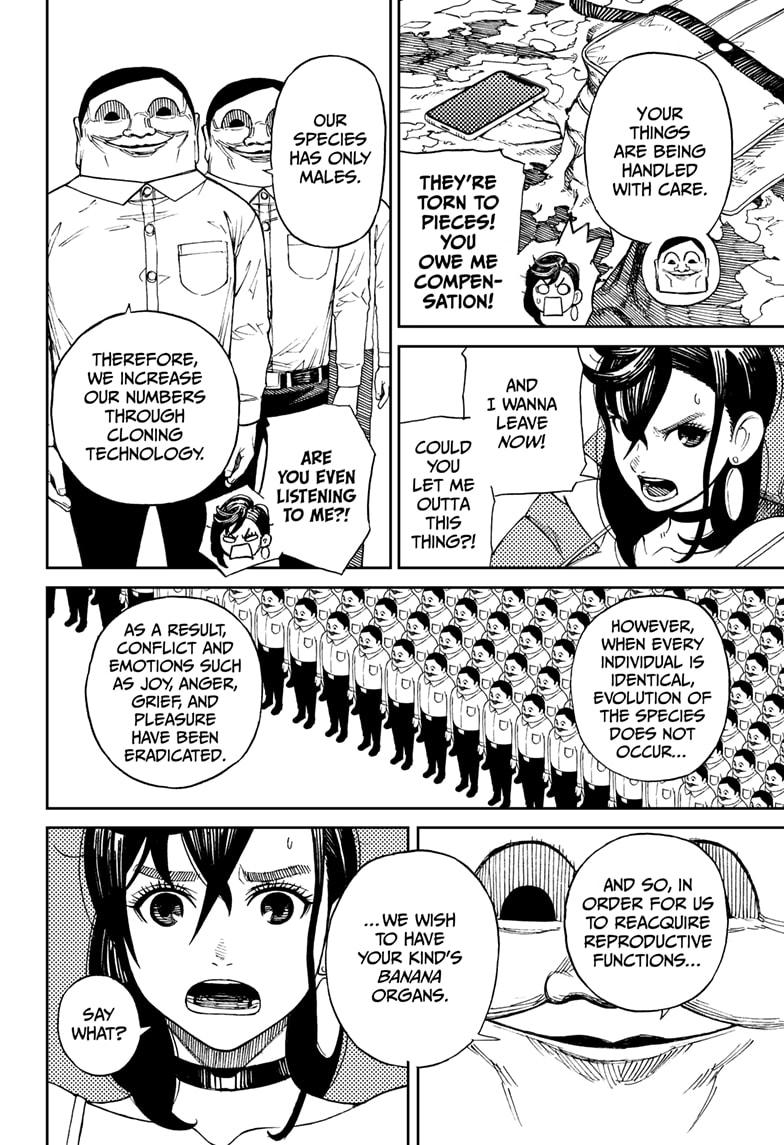 YOUR
THINGS
ARE BEING
HANDLED
WITH CARE.
THEY'RE
TORN TO
PIECES!
YOU
OWE ME
COMPEN-
SATION!
OUR
SPECIES
HAS ONLY
MALES.
THEREFORE,
WE INCREASE
OUR NUMBERS
THROUGH
CLONING
TECHNOLOGY.
ARE
YOU EVEN
LISTENING
TO ME?!
AND
I WANNA
LEAVE
NOW!
COULD
YOU
LET ME
OUTTA
THIS
THING?!
HOWEVER,
WHEN EVERY
INDIVIDUAL IS
IDENTICAL,
EVOLUTION OF
THE SPECIES
DOES NOT
OCCUR...
AS A RESULT,
CONFLICT AND
EMOTIONS SUCH
AS JOY, ANGER,
GRIEF, AND
PLEASURE
HAVE BEEN
ERADICATED.
AND SO, IN
ORDER FOR US
TO REACQUIRE
REPRODUCTIVE
FUNCTIONS...
...WE WISH
TO HAVE
YOUR KIND'S
BANANA
ORGANS.
SAY
WHAT?